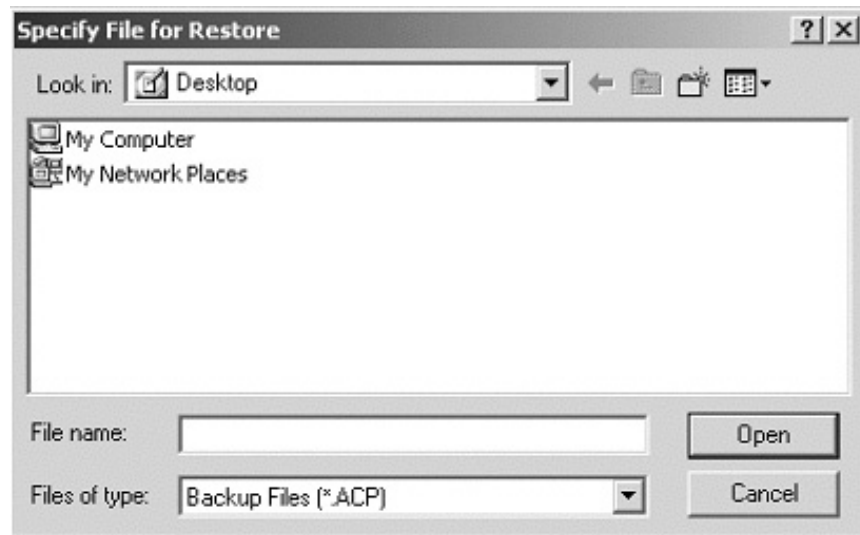 Specify File for Restore
Look in: Desktop
My Computer
My Network Places
File name:
Open
Files of type: Backup Files (*.ACP)
Cancel